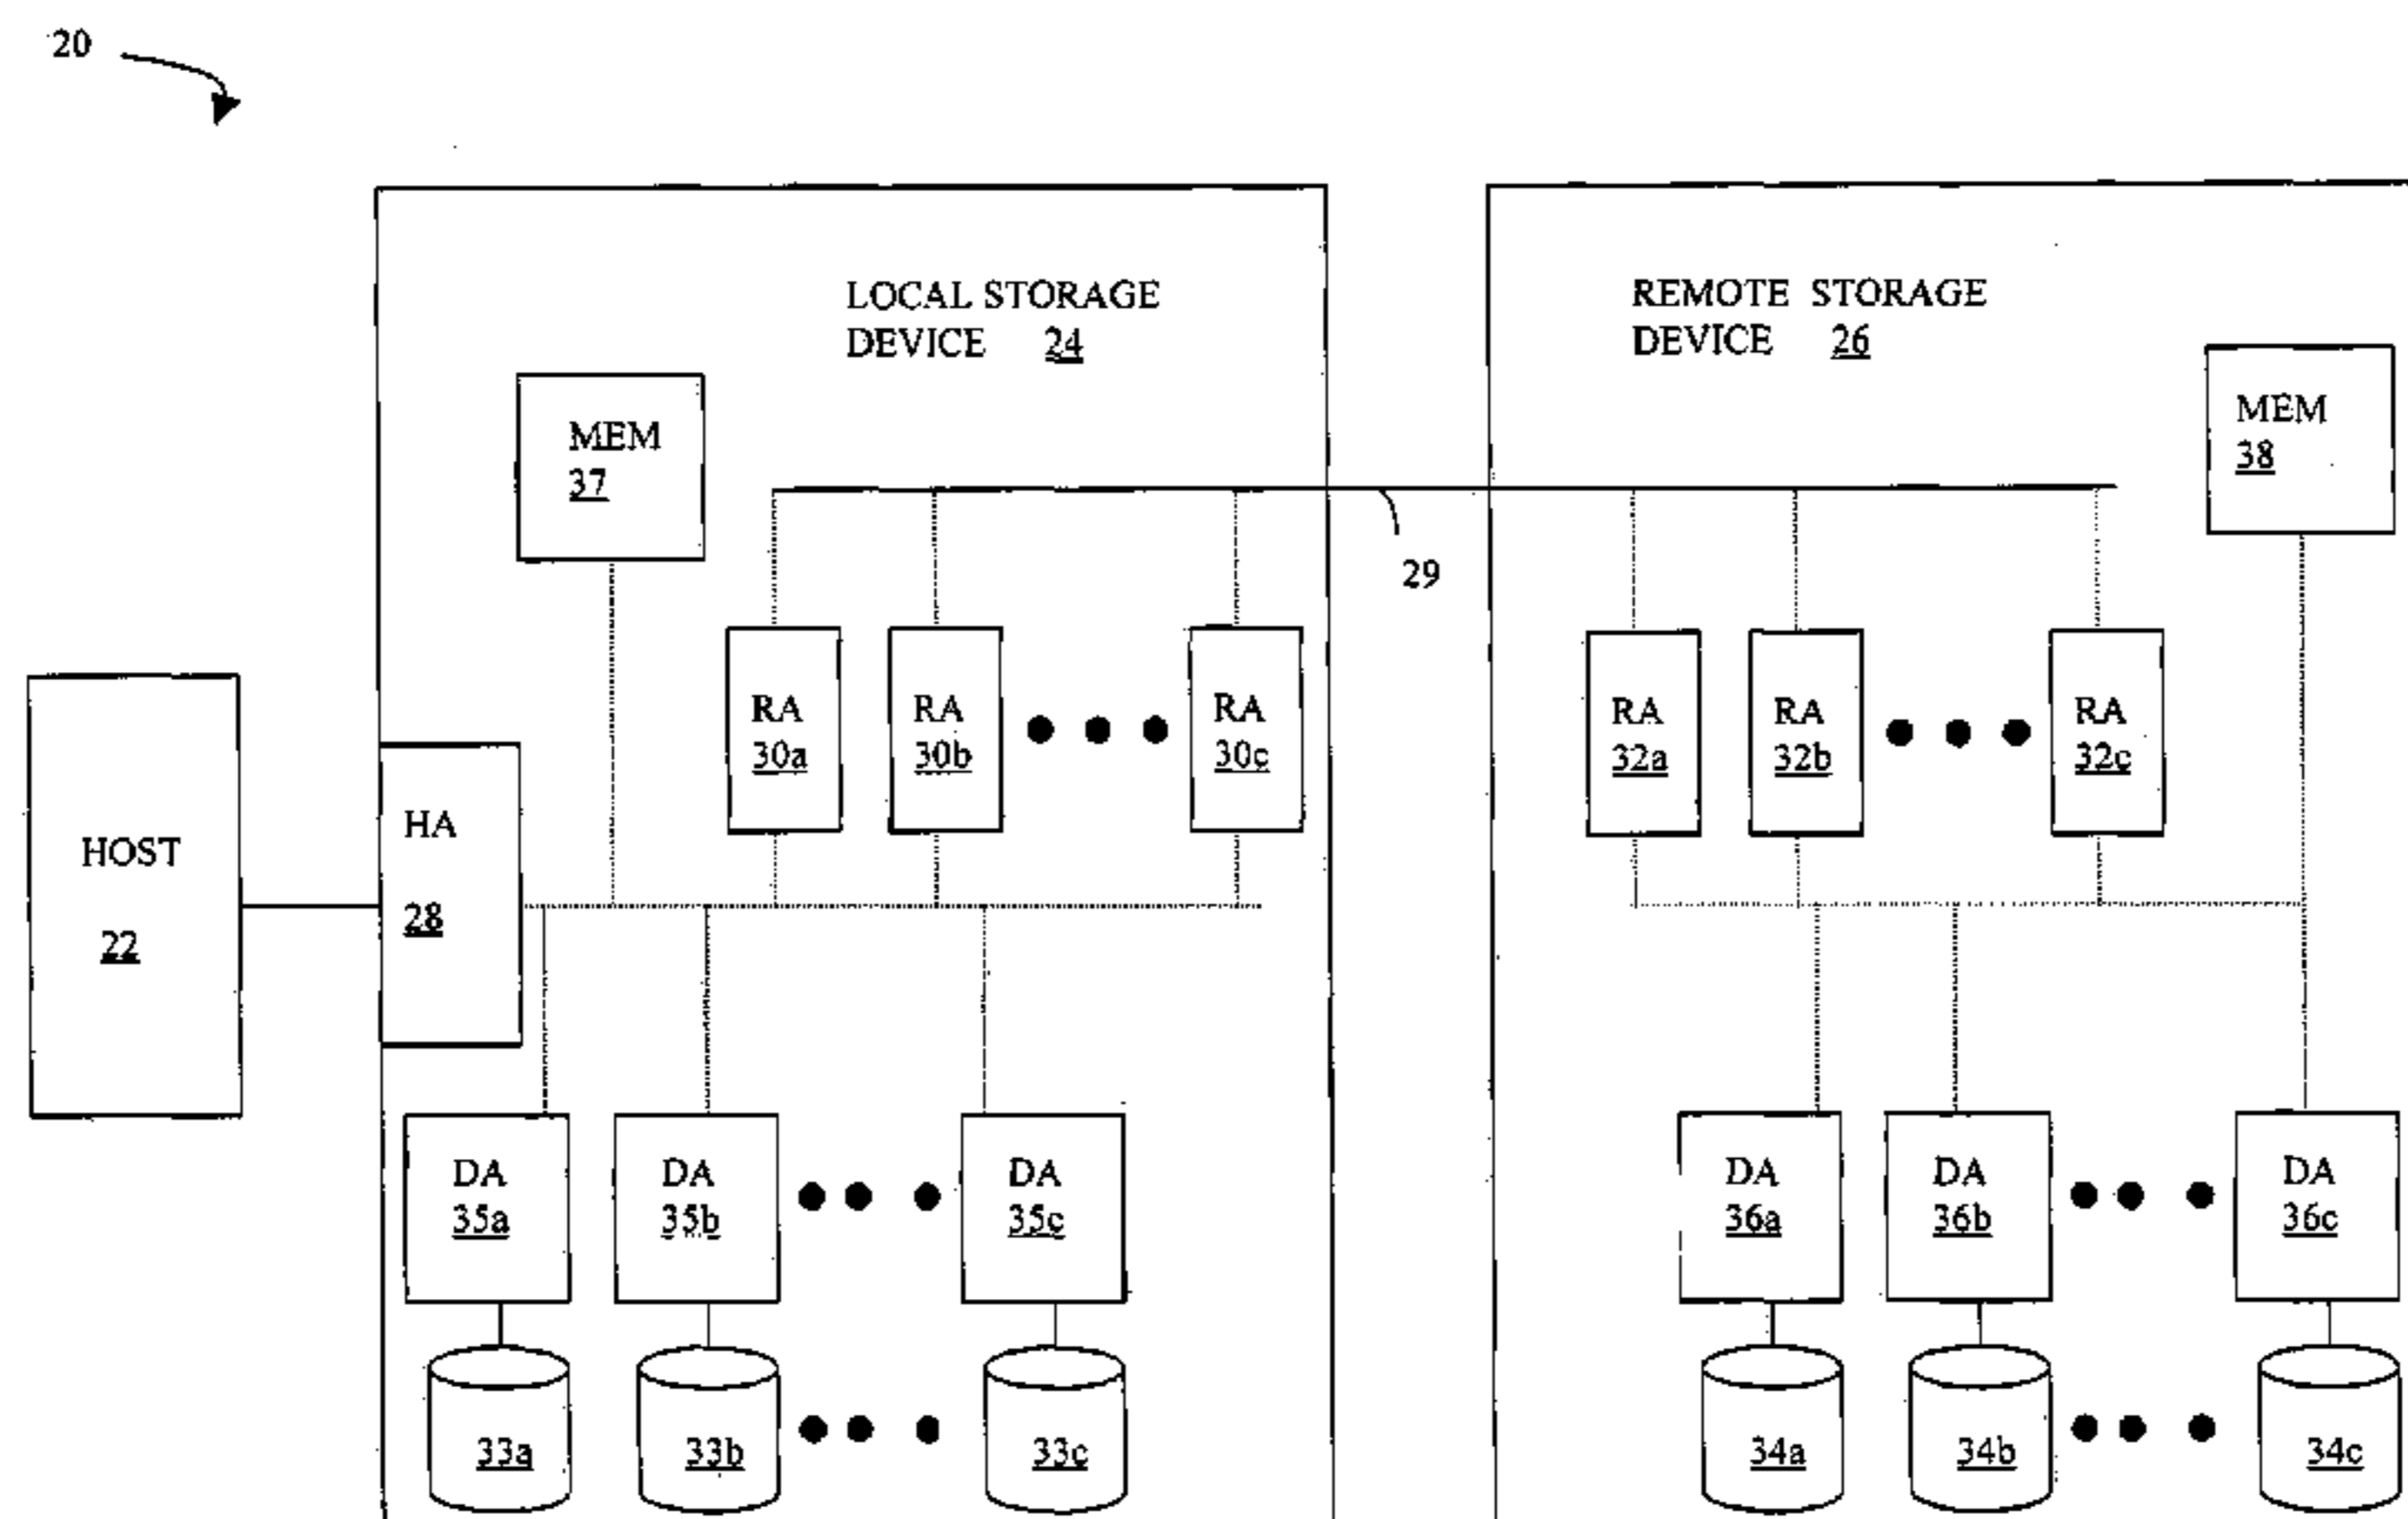 20
LOCAL STORAGE
DEVICE 24
REMOTE STORAGE
DEVICE 26
MEM
37
MEM
38
29
RA
30a
RA
30b
RA
30c
RA
32a
RA
32b
RA
32c
HOST
22
HA
28
DA
35a
DA
35b
DA
35c
DA
36a
DA
36b
DA
36c
33a
33b
33c
34a
34b
34c